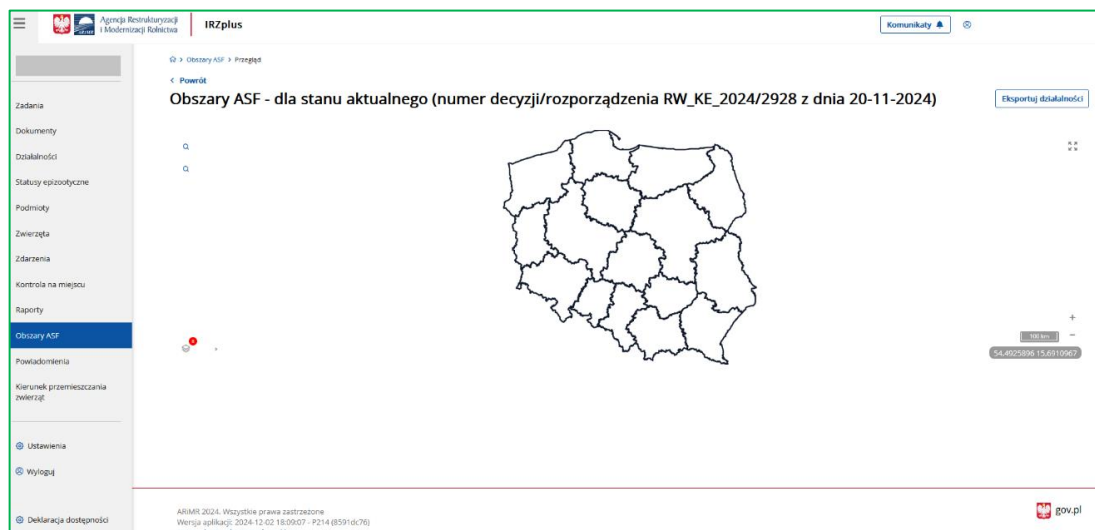 Agencja Restrukturyzacji
i Modernizacji Rolnictwa
IRZplus
Komunikaty
Obszary ASF > Przegląd
< Powrót
Obszary ASF - dla stanu aktualnego (numer decyzji/rozporządzenia RW_KE_2024/2928 z dnia 20-11-2024)
Eksportuj działalności
Zadania
Dokumenty
Działalności
Statusy epizootyczne
Podmioty
Zwierzęta
Zdarzenia
Kontrola na miejscu
Raporty
Obszary ASF
Powiadomienia
Kierunek przemieszczania
zwierząt
Ustawienia
Wyloguj
Deklaracja dostępności
+
100 km
−
54.4925896 15.6910967
ARiMR 2024. Wszystkie prawa zastrzeżone
Wersja aplikacji: 2024-12-02 18:09:07 - P214 (8591dc76)
gov.pl